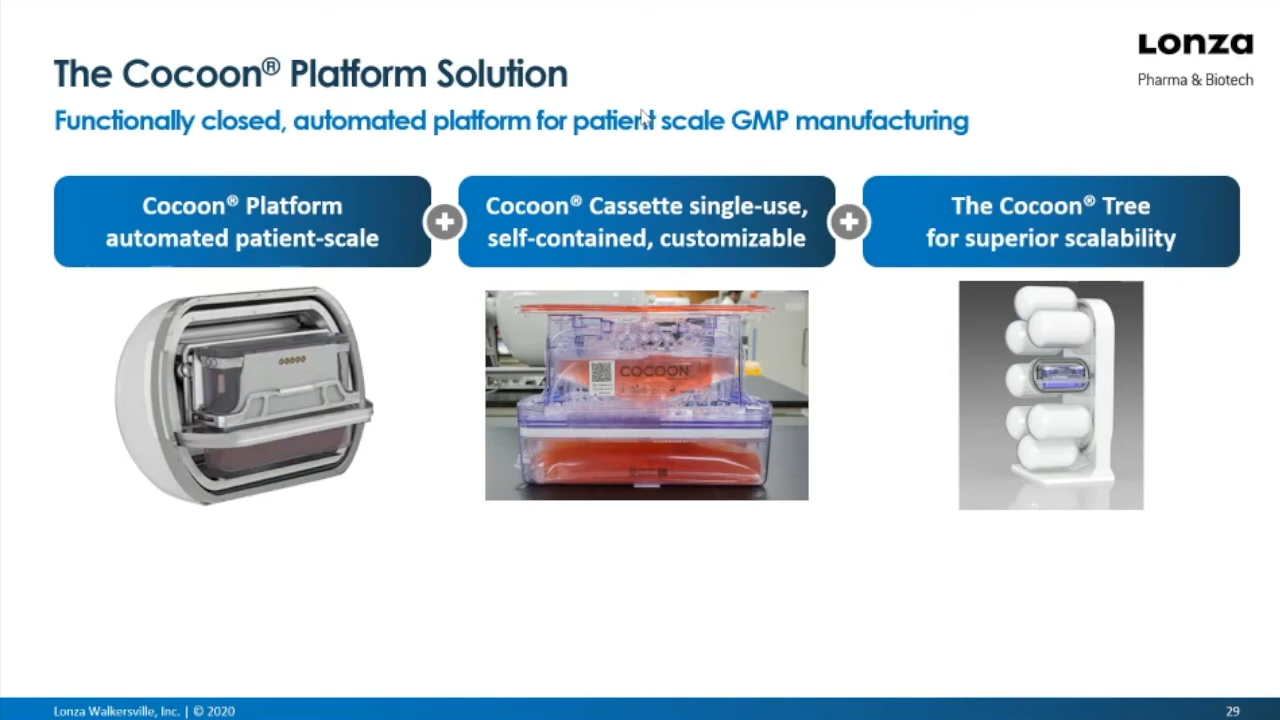 Lonza
Pharma & Biotech
The Cocoon® Platform Solution
Functionally closed, automated platform for patient scale GMP manufacturing
Cocoon® Platform
automated patient-scale
Cocoon® Cassette single-use,
self-contained, customizable
The Cocoon® Tree
for superior scalability
COCOON
Lonza Walkersville, Inc. | © 2020
29